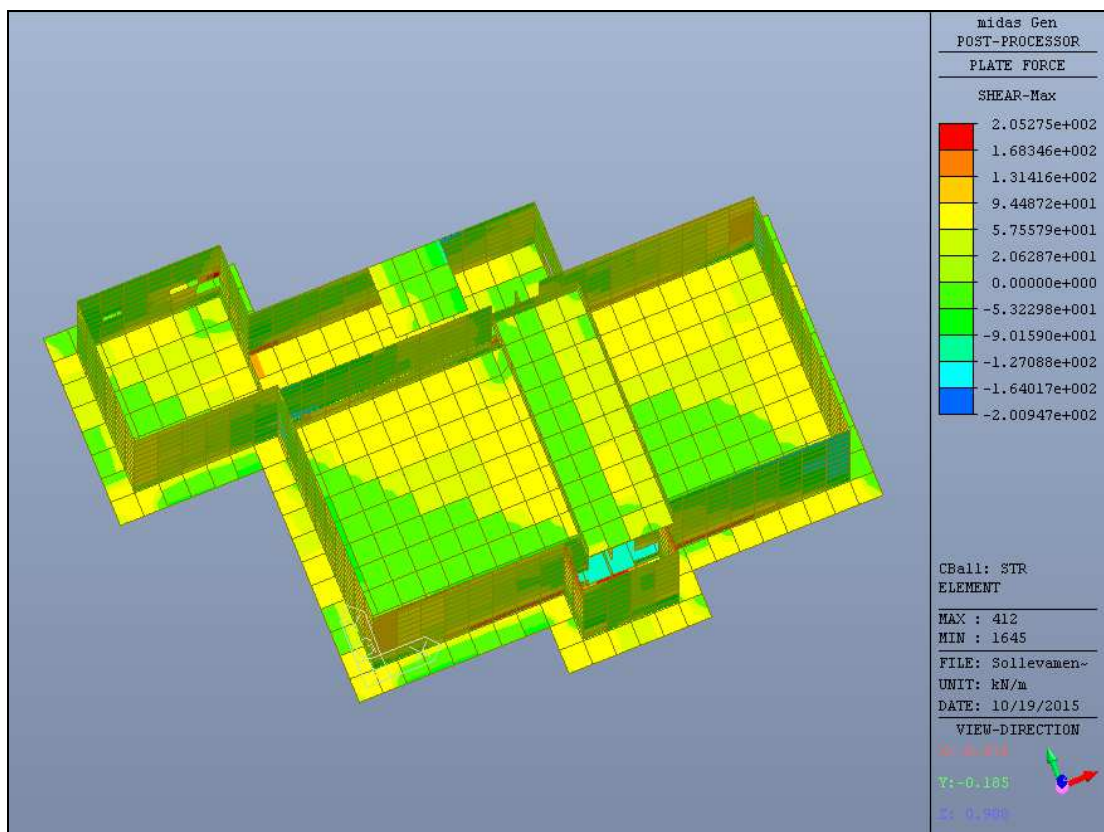 midas Gen
POST-PROCESSOR
PLATE FORCE
SHEAR-Max
2.05275e+002
1.68346e+002
1.31416e+002
9.44872e+001
5.75579e+001
2.06287e+001
0.00000e+000
-5.32298e+001
-9.01590e+001
-1.27088e+002
-1.64017e+002
-2.00947e+002
CBall: STR
ELEMENT
MAX : 412
MIN : 1645
FILE: Sollevamen~
UNIT: kN/m
DATE: 10/19/2015
VIEW-DIRECTION
Y:-0.185
Z: 0.900